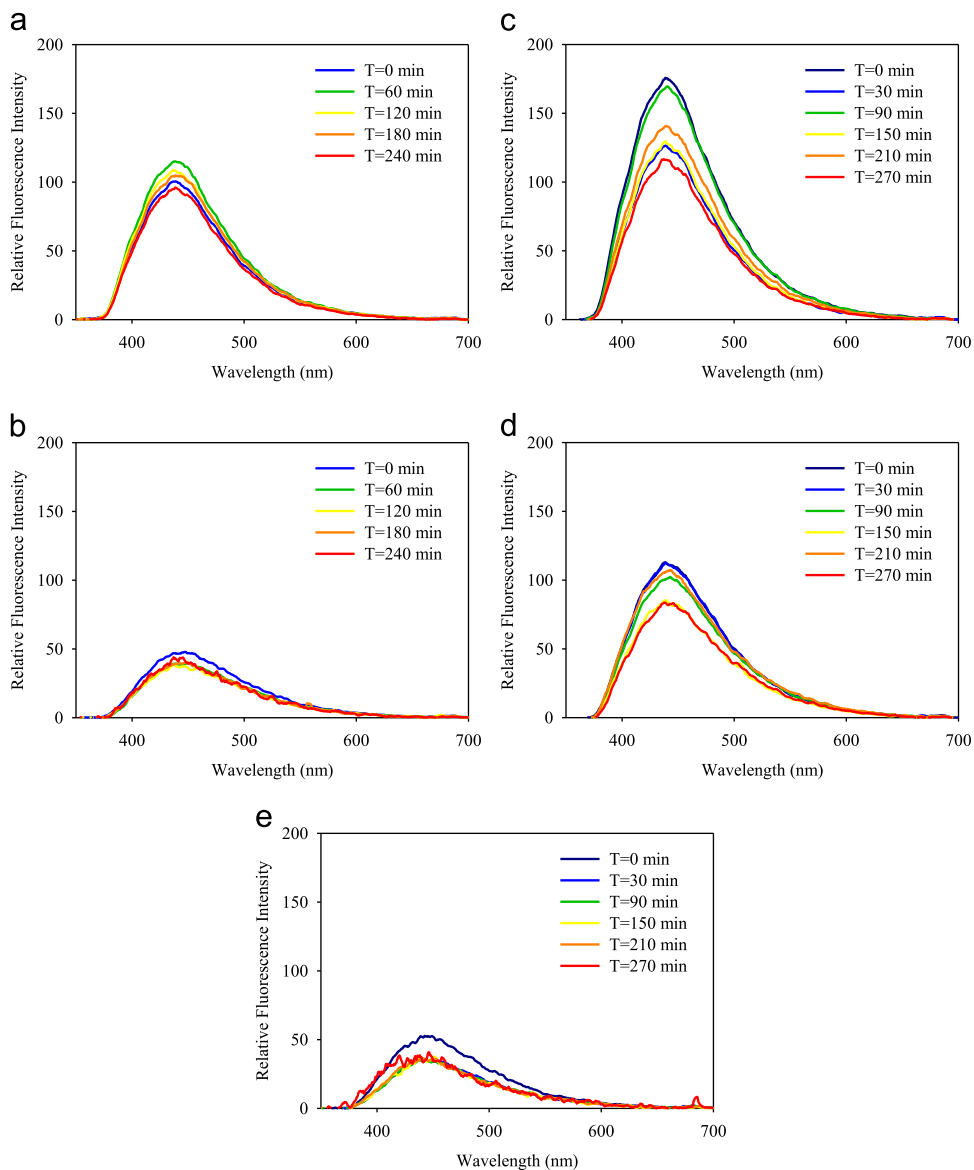 a
200
150
100
50
0
Relative Fluorescence Intensity
T=0 min
T=60 min
T=120 min
T=180 min
T=240 min
400 500 600 700
Wavelength (nm)
c
200
150
100
50
0
Relative Fluorescence Intensity
T=0 min
T=30 min
T=90 min
T=150 min
T=210 min
T=270 min
400 500 600 700
Wavelength (nm)
b
200
150
100
50
0
Relative Fluorescence Intensity
T=0 min
T=60 min
T=120 min
T=180 min
T=240 min
400 500 600 700
Wavelength (nm)
d
200
150
100
50
0
Relative Fluorescence Intensity
T=0 min
T=30 min
T=90 min
T=150 min
T=210 min
T=270 min
400 500 600 700
Wavelength (nm)
e
200
150
100
50
0
Relative Fluorescence Intensity
T=0 min
T=30 min
T=90 min
T=150 min
T=210 min
T=270 min
400 500 600 700
Wavelength (nm)